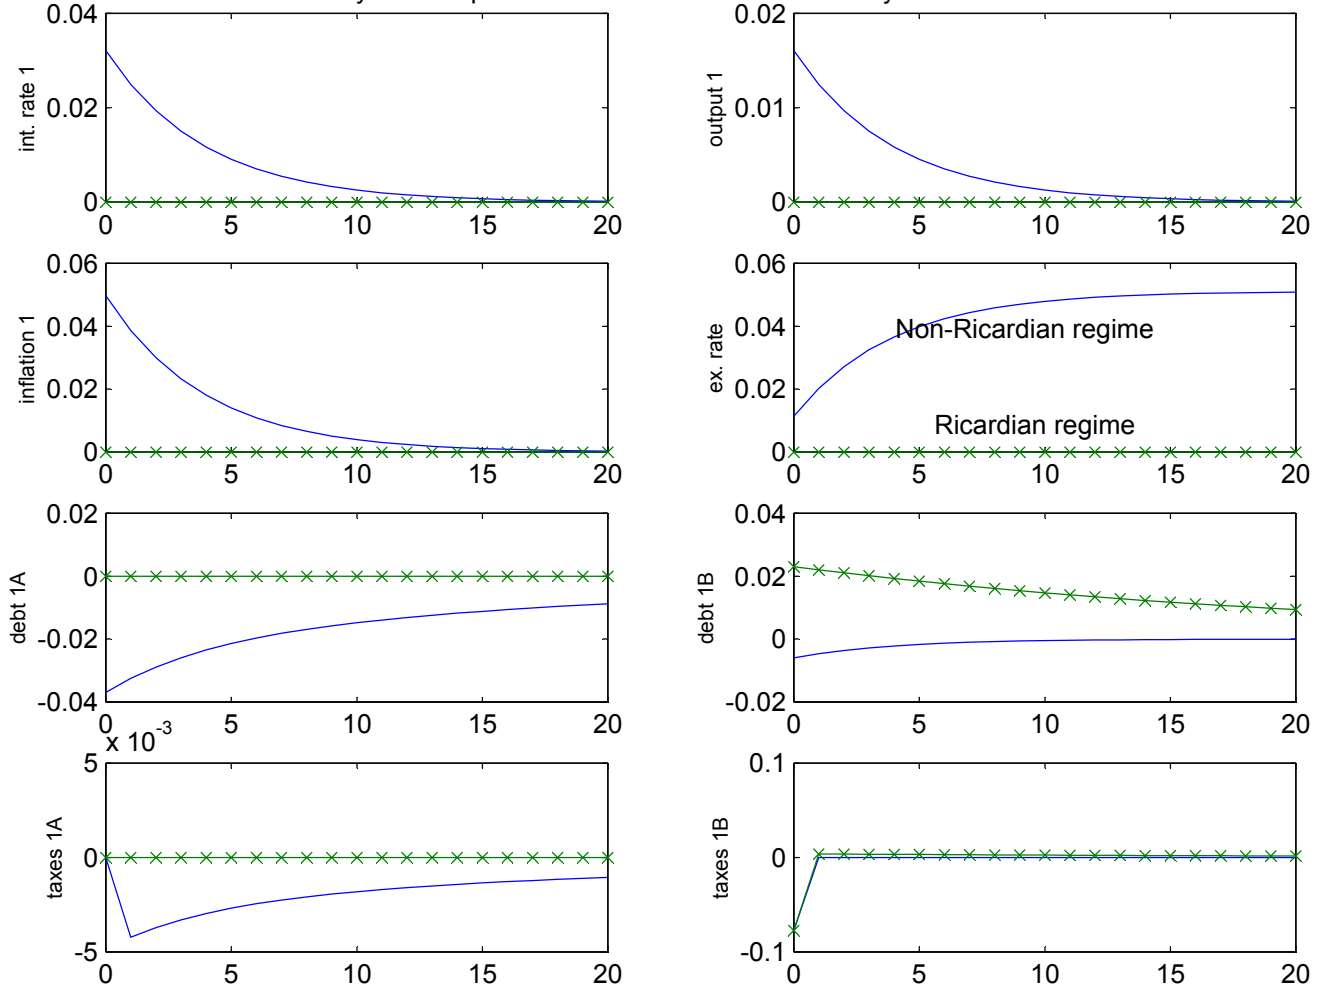 0.04
0.02
0
int. rate 1
0 5 10 15 20
0.02
0.01
0
output 1
0 5 10 15 20
0.06
0.04
0.02
0
inflation 1
0 5 10 15 20
0.06
0.04
0.02
0
ex. rate
Non-Ricardian regime
Ricardian regime
0 5 10 15 20
0.02
0
-0.02
-0.04
debt 1A
0 5 10 15 20
0.04
0.02
0
-0.02
debt 1B
0 5 10 15 20
x 10-3
5
0
-5
taxes 1A
0 5 10 15 20
0.1
0
-0.1
taxes 1B
0 5 10 15 20